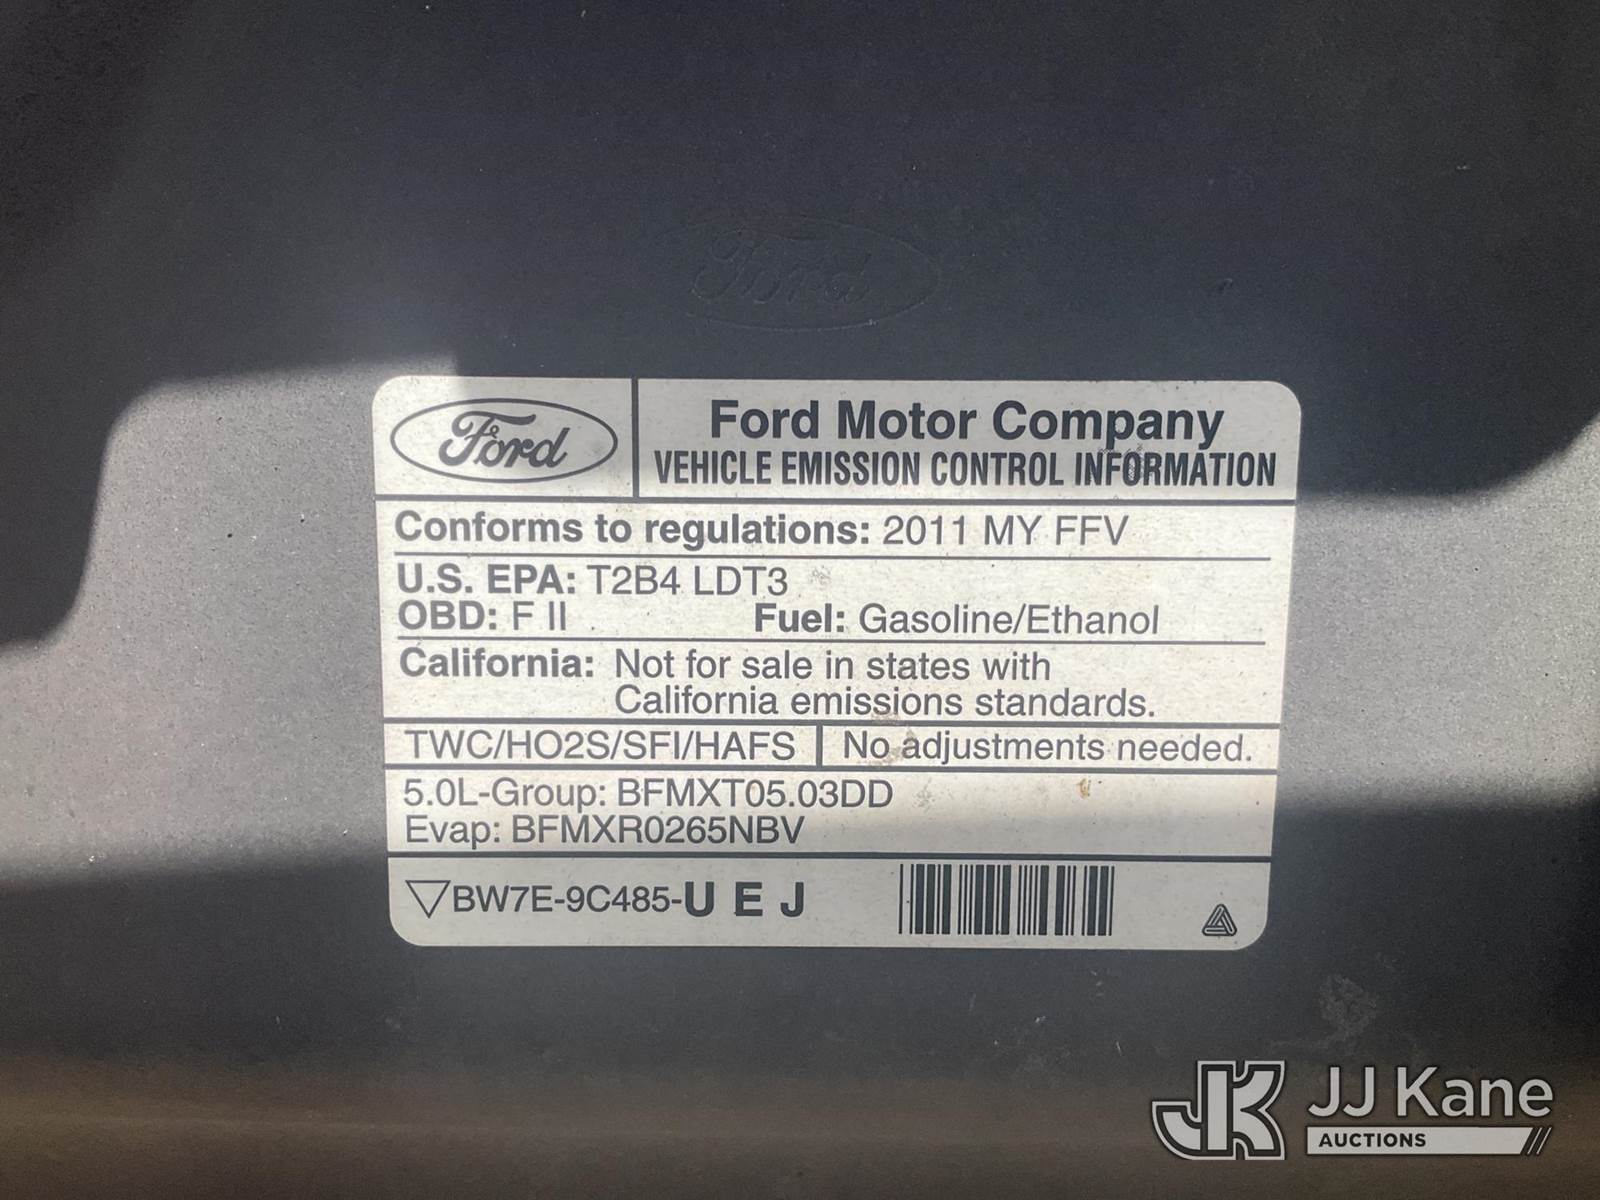 Ford
Ford
Ford Motor Company
VEHICLE EMISSION CONTROL INFORMATION
Conforms to regulations: 2011 MY FFV
U.S. EPA: T2B4 LDT3
OBD: F II Fuel: Gasoline/Ethanol
California: Not for sale in states with
California emissions standards.
TWC/HO2S/SFI/HAFS No adjustments needed.
5.0L-Group: BFMXT05.03DD
Evap: BFMXR0265NBV
BW7E-9C485-U E J
JK JJ Kane
AUCTIONS